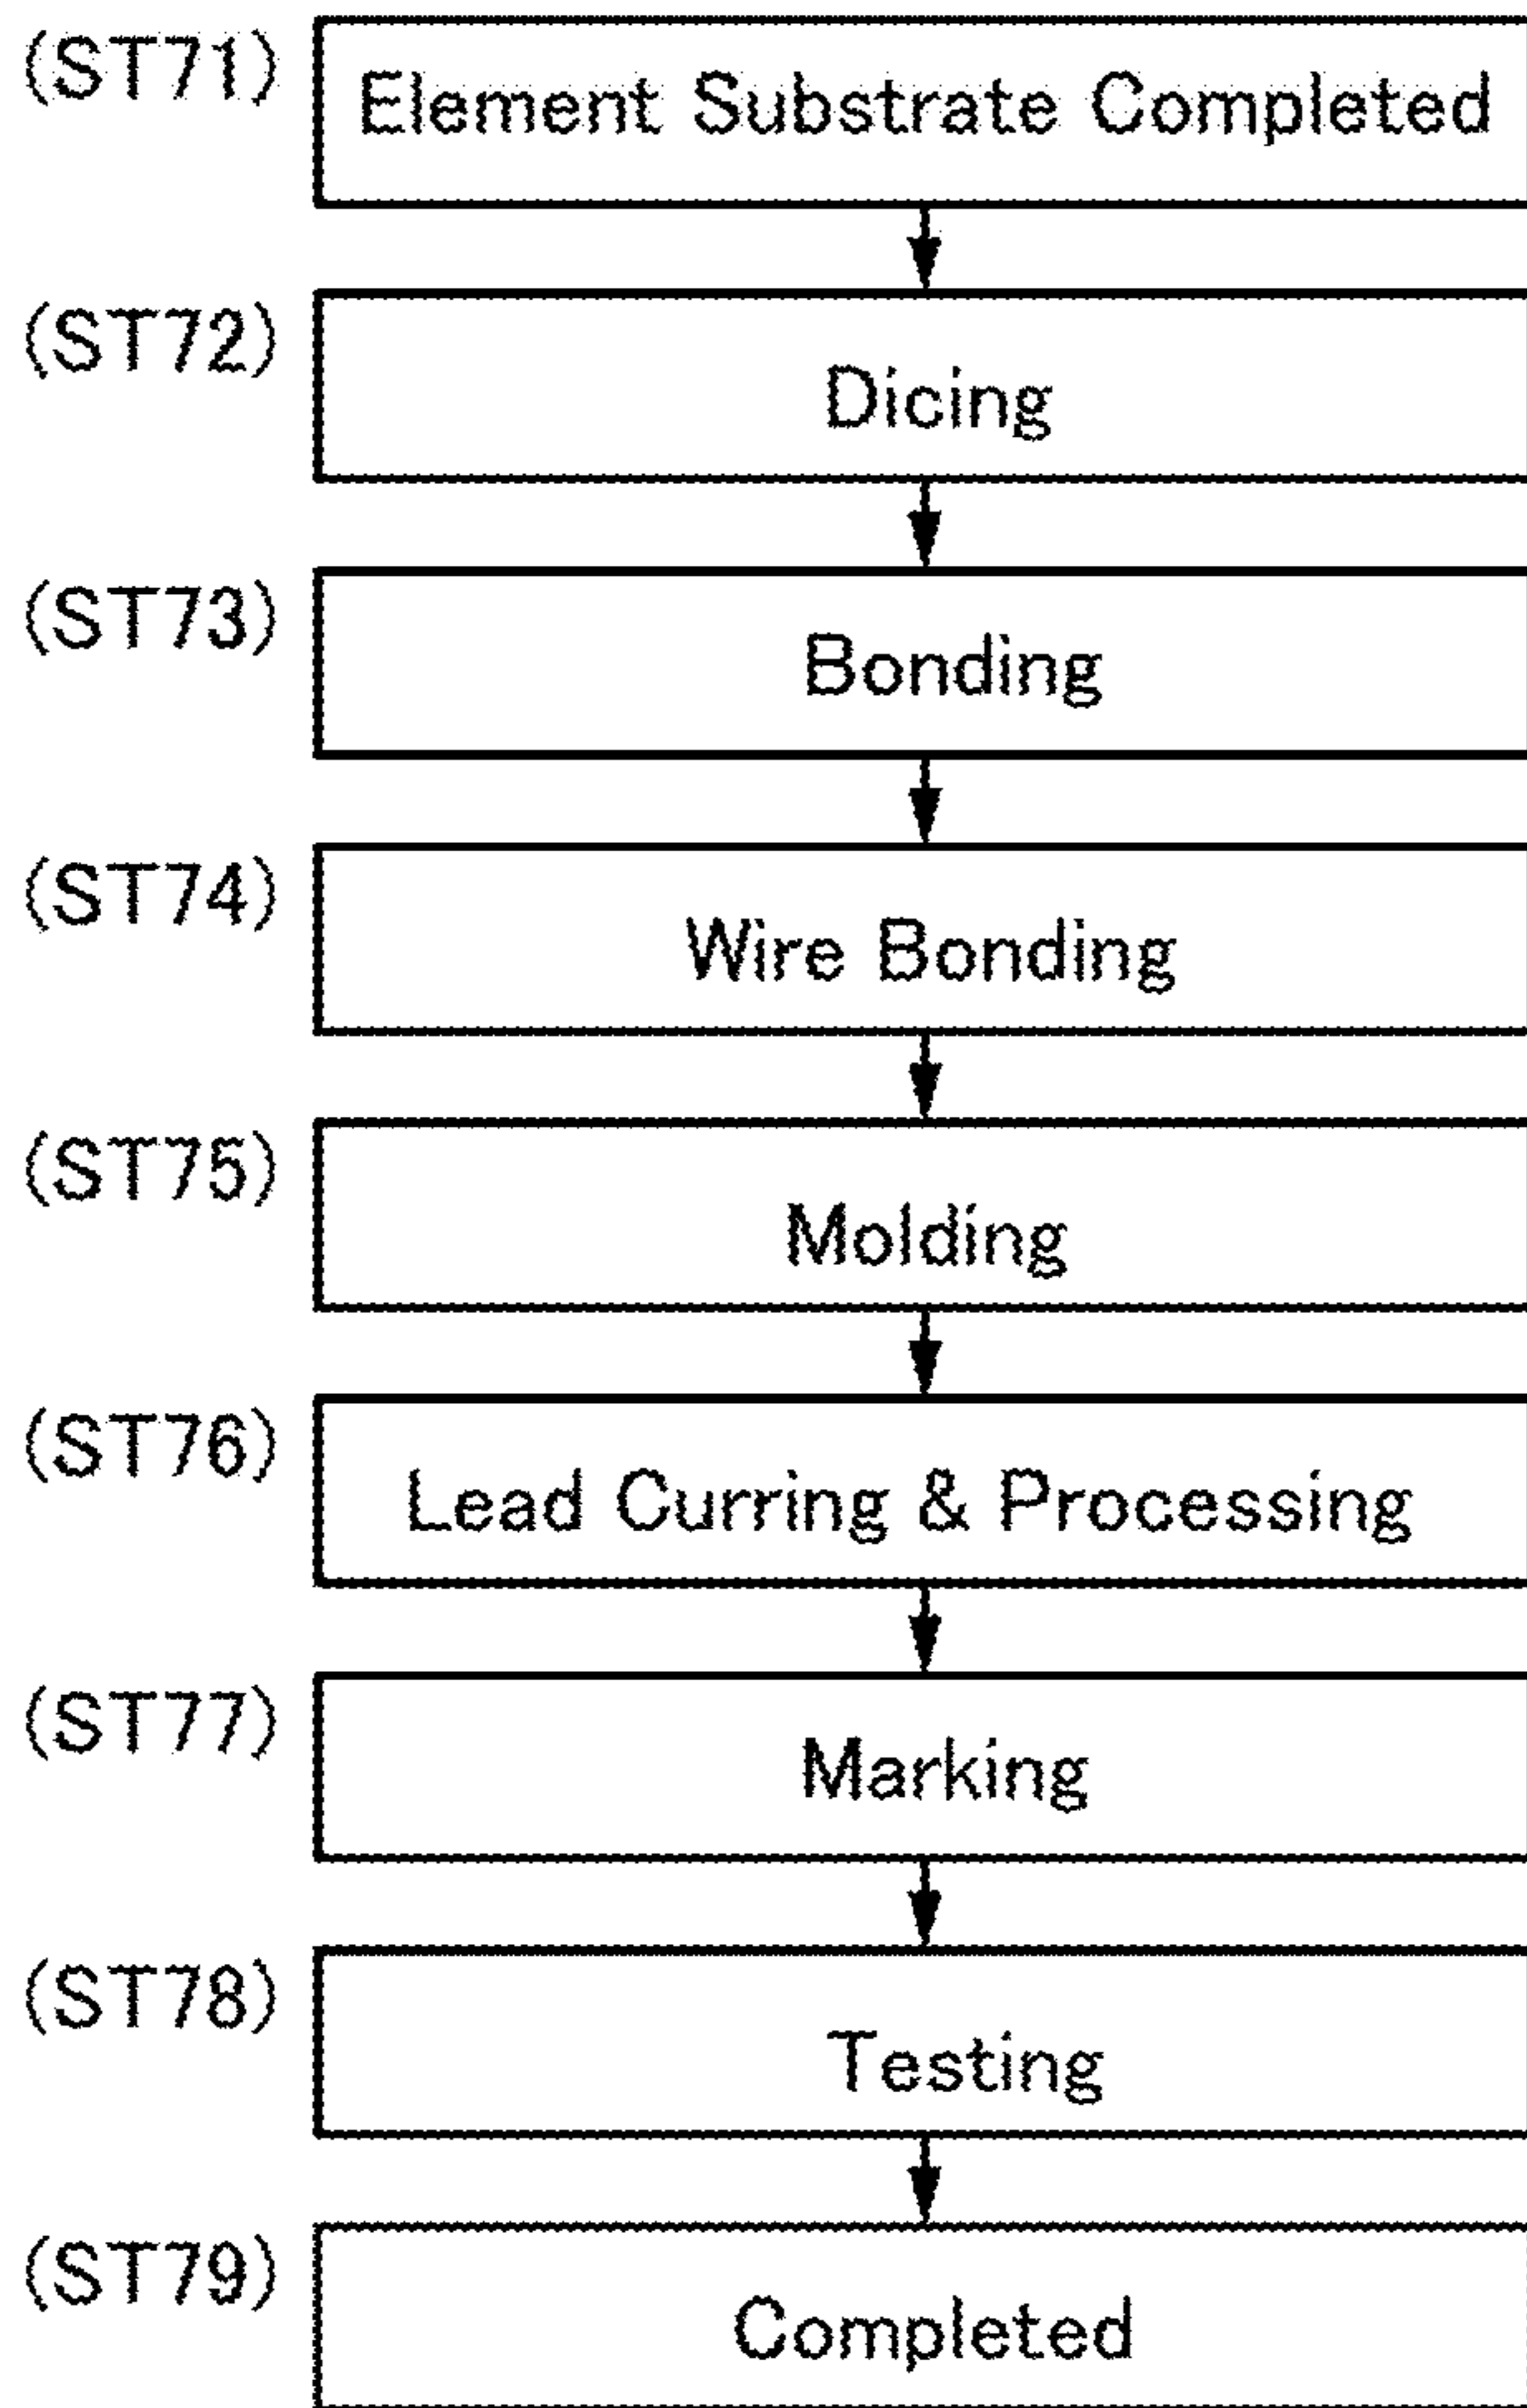 (ST71) Element Substrate Completed
(ST72) Dicing
(ST73) Bonding
(ST74) Wire Bonding
(ST75) Molding
(ST76) Lead Curring & Processing
(ST77) Marking
(ST78) Testing
(ST79) Completed